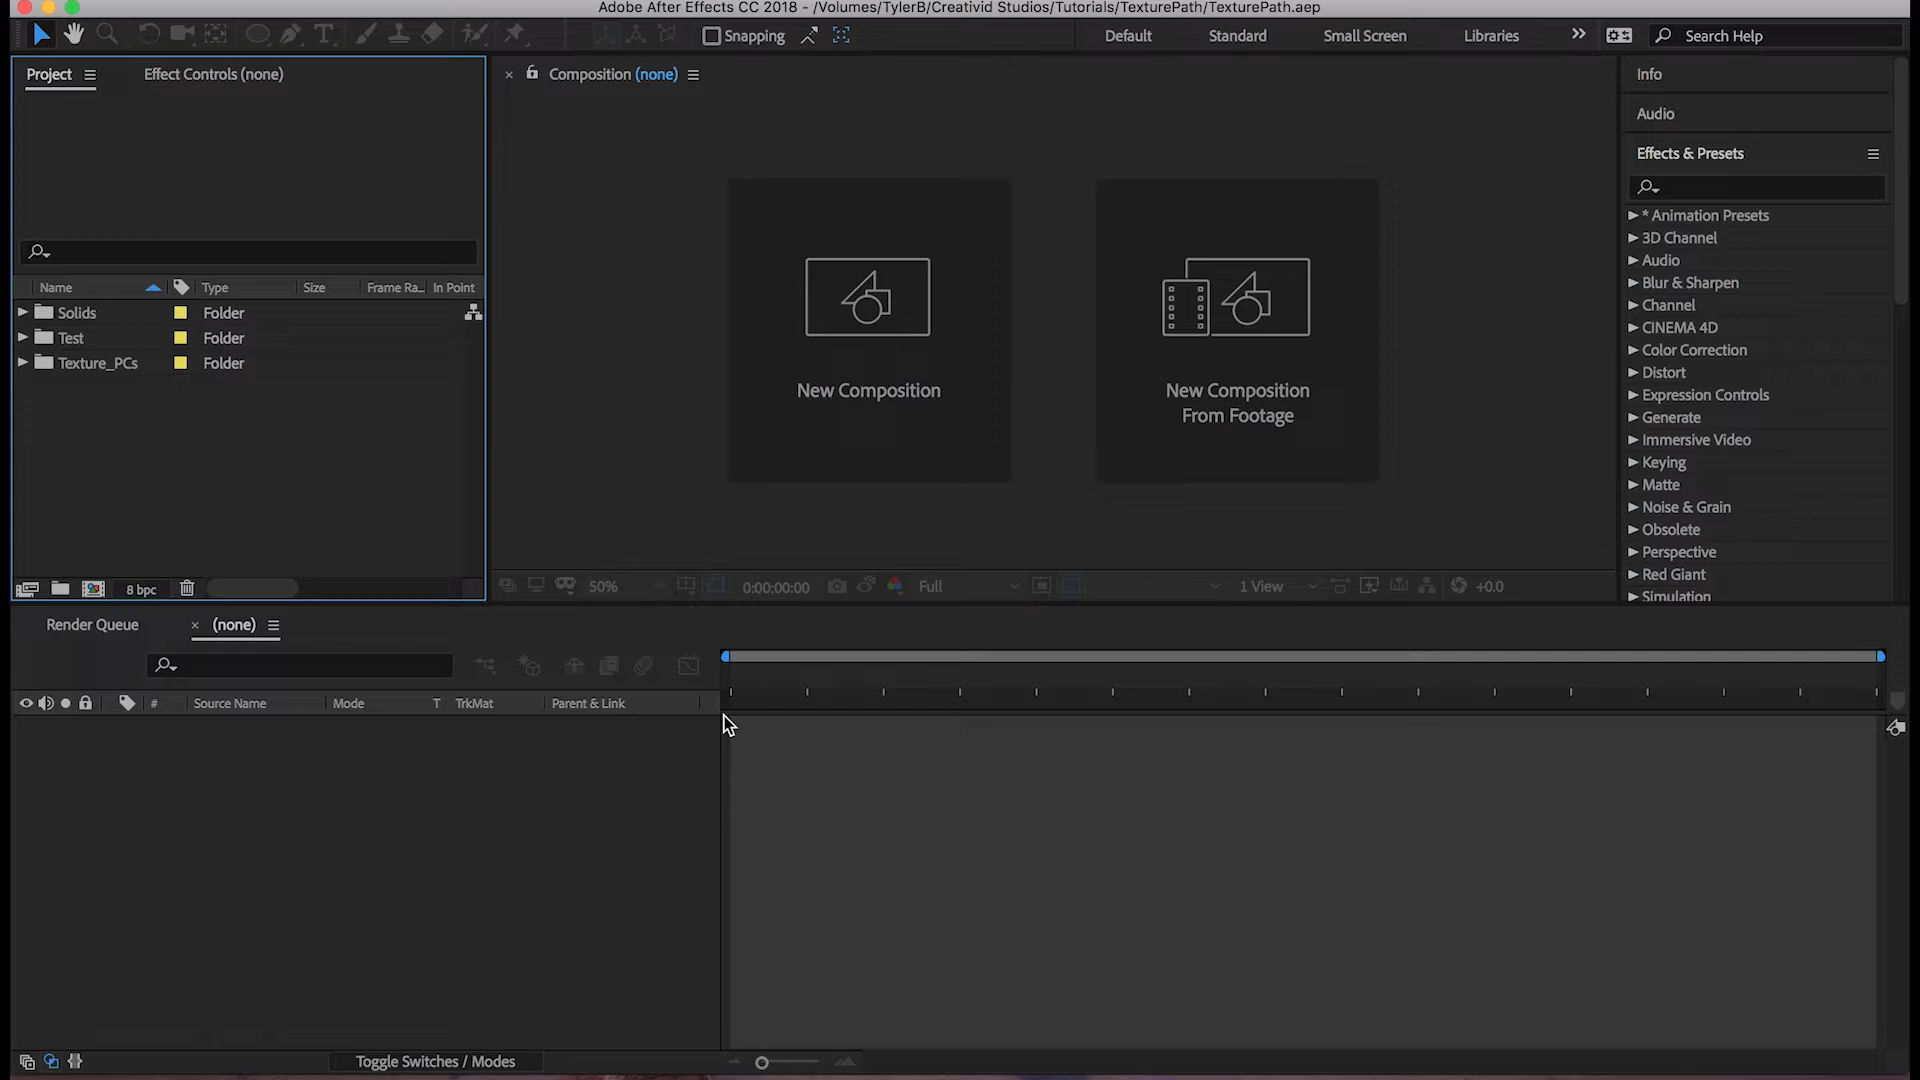 Adobe After Effects CC 2018 - /Volumes/TylerB/Creativid Studios/Tutorials/TexturePath/TexturePath.aep
Snapping
Default
Standard
Small Screen
Libraries
Search Help
Project
Effect Controls (none)
Composition (none)
Name
Type
Size
Frame Ra...
In Point
Solids
Folder
Test
Folder
Texture_PCs
Folder
8 bpc
New Composition
New Composition
From Footage
50%
0:00:00:00
Full
1 View
+0.0
Info
Audio
Effects & Presets
* Animation Presets
3D Channel
Audio
Blur & Sharpen
Channel
CINEMA 4D
Color Correction
Distort
Expression Controls
Generate
Immersive Video
Keying
Matte
Noise & Grain
Obsolete
Perspective
Red Giant
Simulation
Render Queue
(none)
#
Source Name
Mode
T
TrkMat
Parent & Link
Toggle Switches / Modes